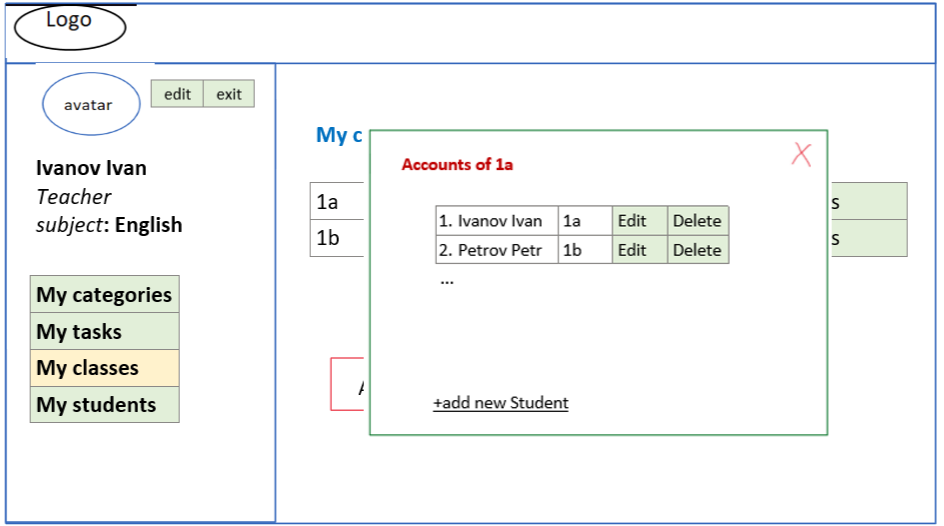 Logo
avatar
edit exit
Ivanov Ivan
Teacher
subject: English
My categories
My tasks
My classes
My students
My c
1a
1b
Accounts of 1a
X
1. Ivanov Ivan 1a Edit Delete
2. Petrov Petr 1b Edit Delete
...
+add new Student
s
s